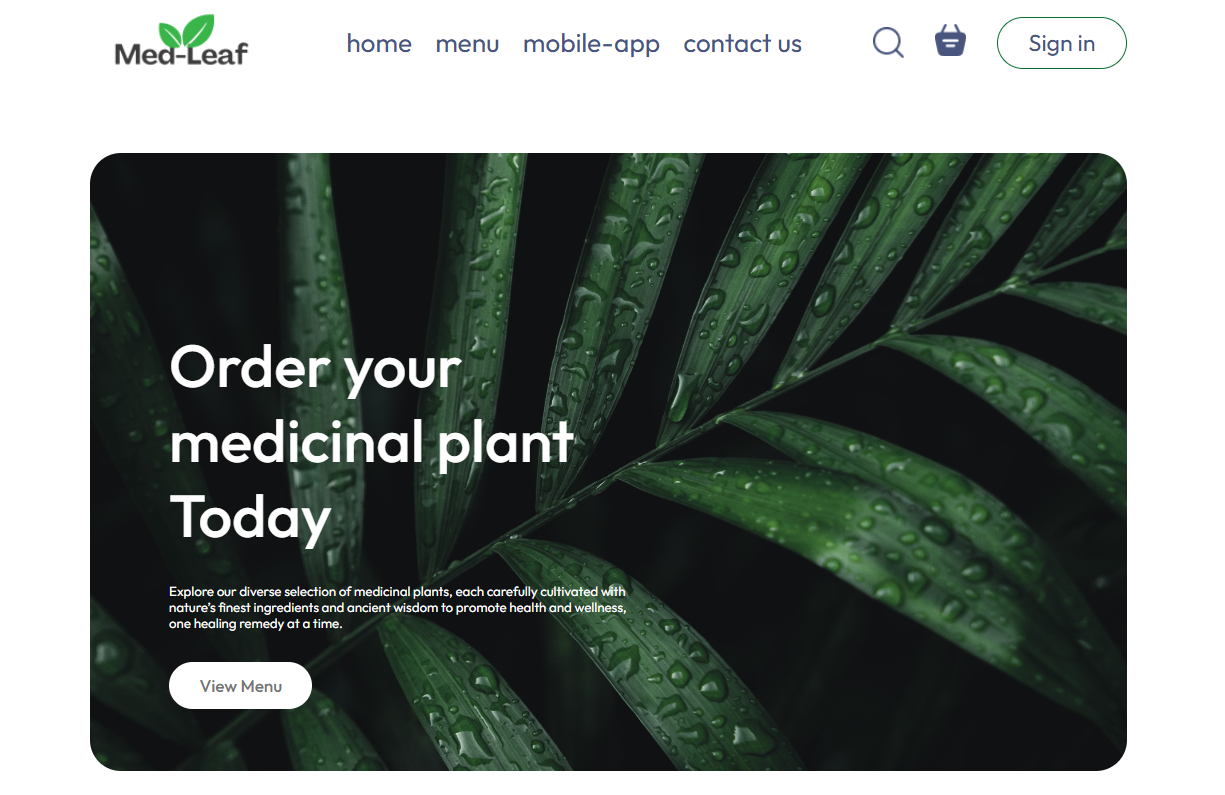 Med-Leaf
home menu mobile-app contact us
Sign in
Order your
medicinal plant
Today
Explore our diverse selection of medicinal plants, each carefully cultivated with
nature's finest ingredients and ancient wisdom to promote health and wellness,
one healing remedy at a time.
View Menu